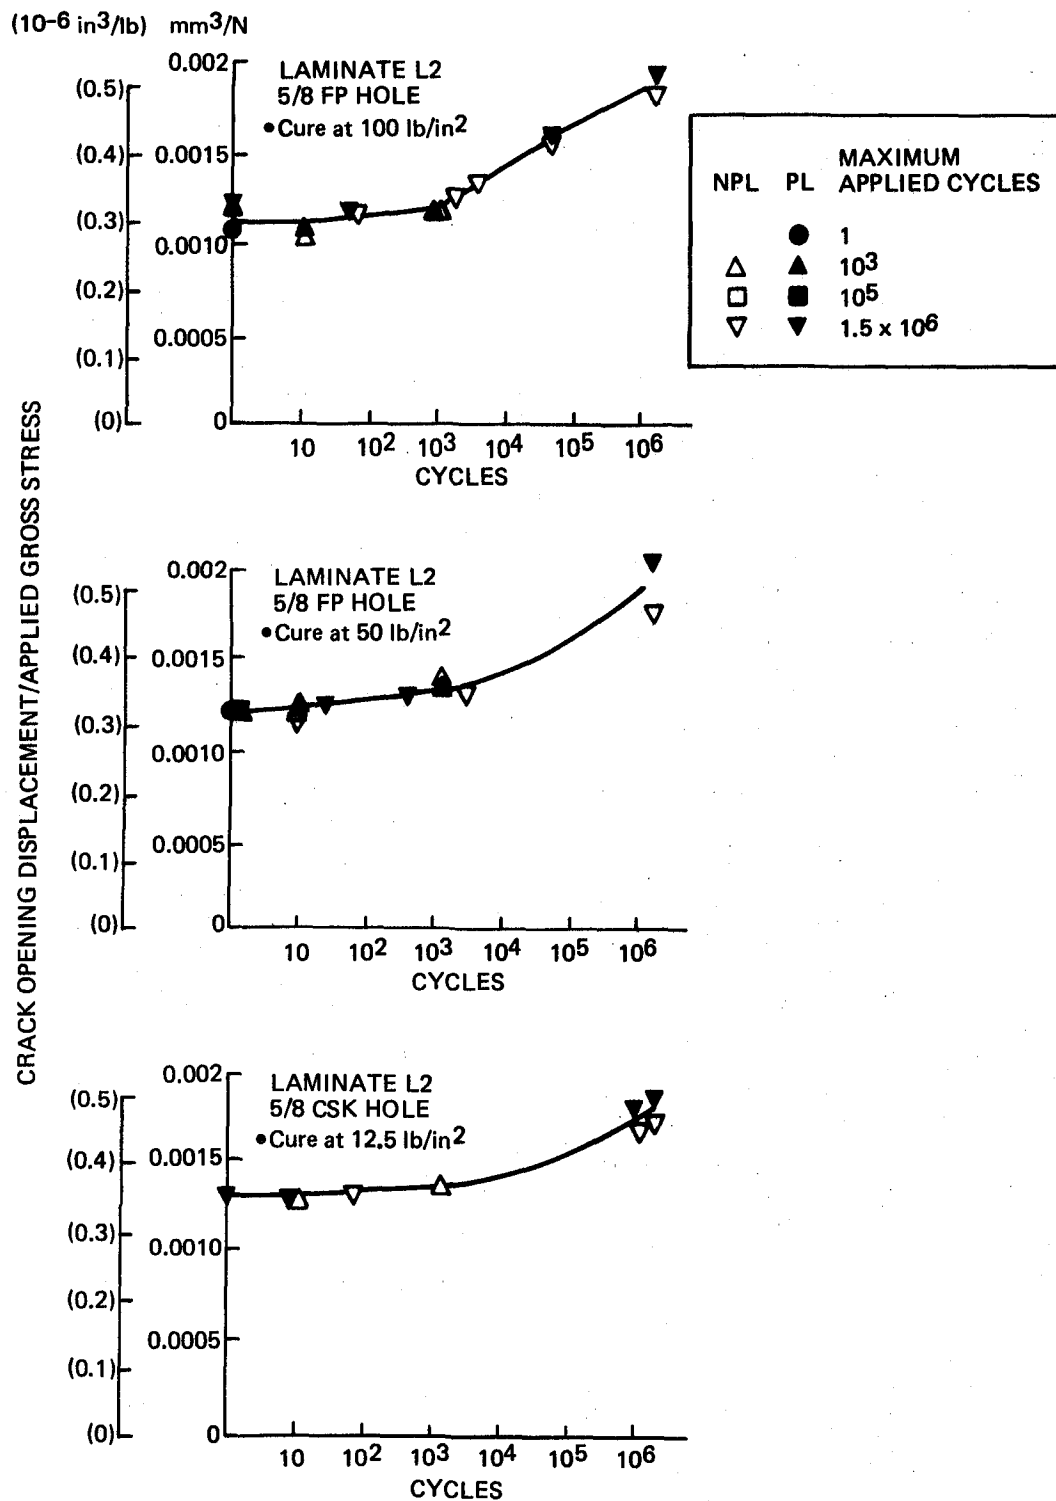 (10⁻⁶ in³/lb) mm³/N
0.002
(0.5)
0.0015
(0.4)
(0.3)
0.0010
(0.2)
0.0005
(0.1)
(0)
0
LAMINATE L2
5/8 FP HOLE
•Cure at 100 lb/in²
10 10² 10³ 10⁴ 10⁵ 10⁶
CYCLES
NPL PL MAXIMUM
APPLIED CYCLES
1
10³
10⁵
1.5 x 10⁶
CRACK OPENING DISPLACEMENT/APPLIED GROSS STRESS
0.002
(0.5)
0.0015
(0.4)
(0.3)
0.0010
(0.2)
0.0005
(0.1)
(0)
0
LAMINATE L2
5/8 FP HOLE
•Cure at 50 lb/in²
10 10² 10³ 10⁴ 10⁵ 10⁶
CYCLES
0.002
(0.5)
0.0015
(0.4)
(0.3)
0.0010
(0.2)
0.0005
(0.1)
(0)
0
LAMINATE L2
5/8 CSK HOLE
•Cure at 12.5 lb/in²
10 10² 10³ 10⁴ 10⁵ 10⁶
CYCLES